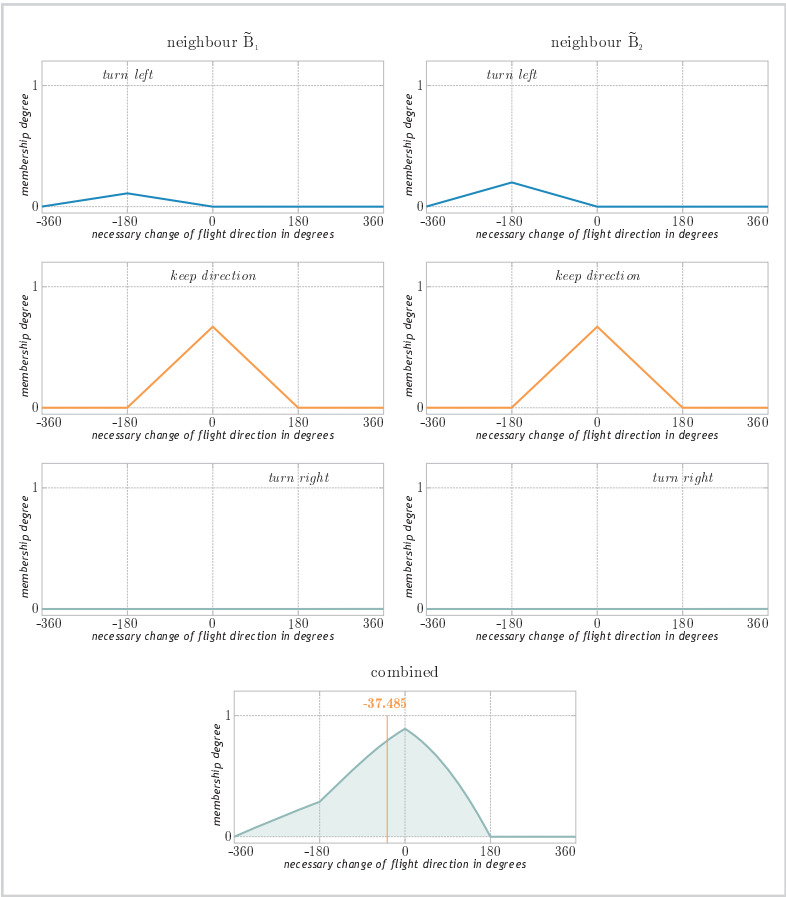 neighbour B̃₁
neighbour B̃₂
turn left
1
membership degree
0
-360 -180 0 180 360
necessary change of flight direction in degrees
turn left
1
membership degree
0
-360 -180 0 180 360
necessary change of flight direction in degrees
keep direction
1
membership degree
0
-360 -180 0 180 360
necessary change of flight direction in degrees
keep direction
1
membership degree
0
-360 -180 0 180 360
necessary change of flight direction in degrees
turn right
1
membership degree
0
-360 -180 0 180 360
necessary change of flight direction in degrees
turn right
1
membership degree
0
-360 -180 0 180 360
necessary change of flight direction in degrees
combined
-37.485
1
membership degree
0
-360 -180 0 180 360
necessary change of flight direction in degrees